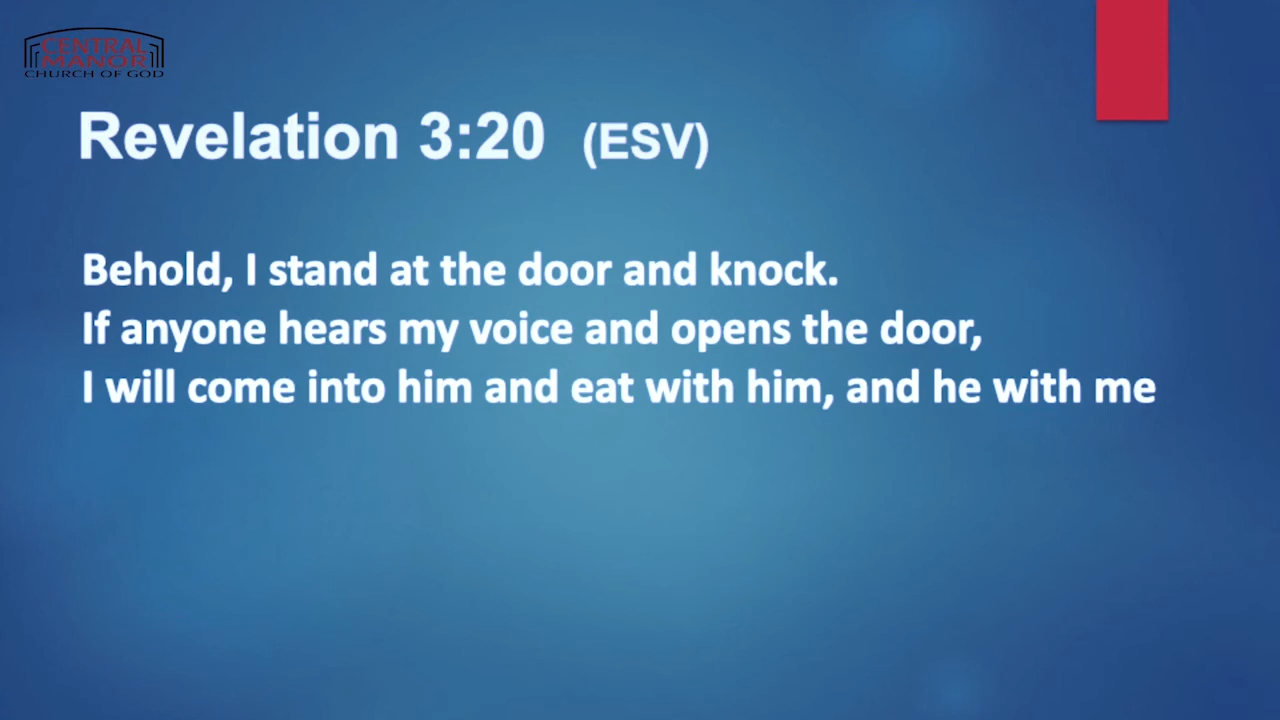 CENTRAL
MANOR
CHURCH OF GOD
Revelation 3:20 (ESV)
Behold, I stand at the door and knock.
If anyone hears my voice and opens the door,
I will come into him and eat with him, and he with me